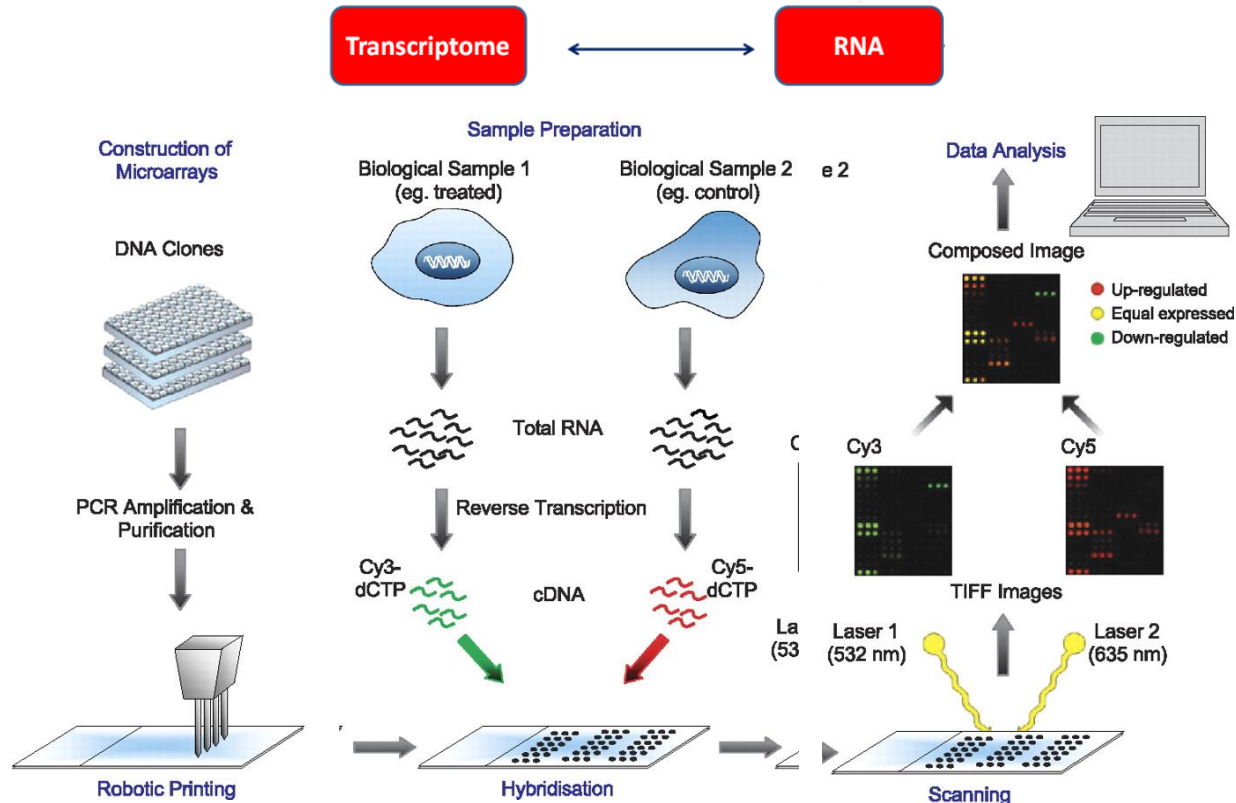 Transcriptome
RNA
Construction of
Microarrays
DNA Clones
PCR Amplification &
Purification
Robotic Printing
Sample Preparation
Biological Sample 1
(eg. treated)
Biological Sample 2
(eg. control)
e 2
Total RNA
Reverse Transcription
Cy3-
dCTP
cDNA
Cy5-
dCTP
Hybridisation
Data Analysis
Composed Image
Up-regulated
Equal expressed
Down-regulated
Cy3
Cy5
TIFF Images
La
(53
Laser 1
(532 nm)
Laser 2
(635 nm)
Scanning